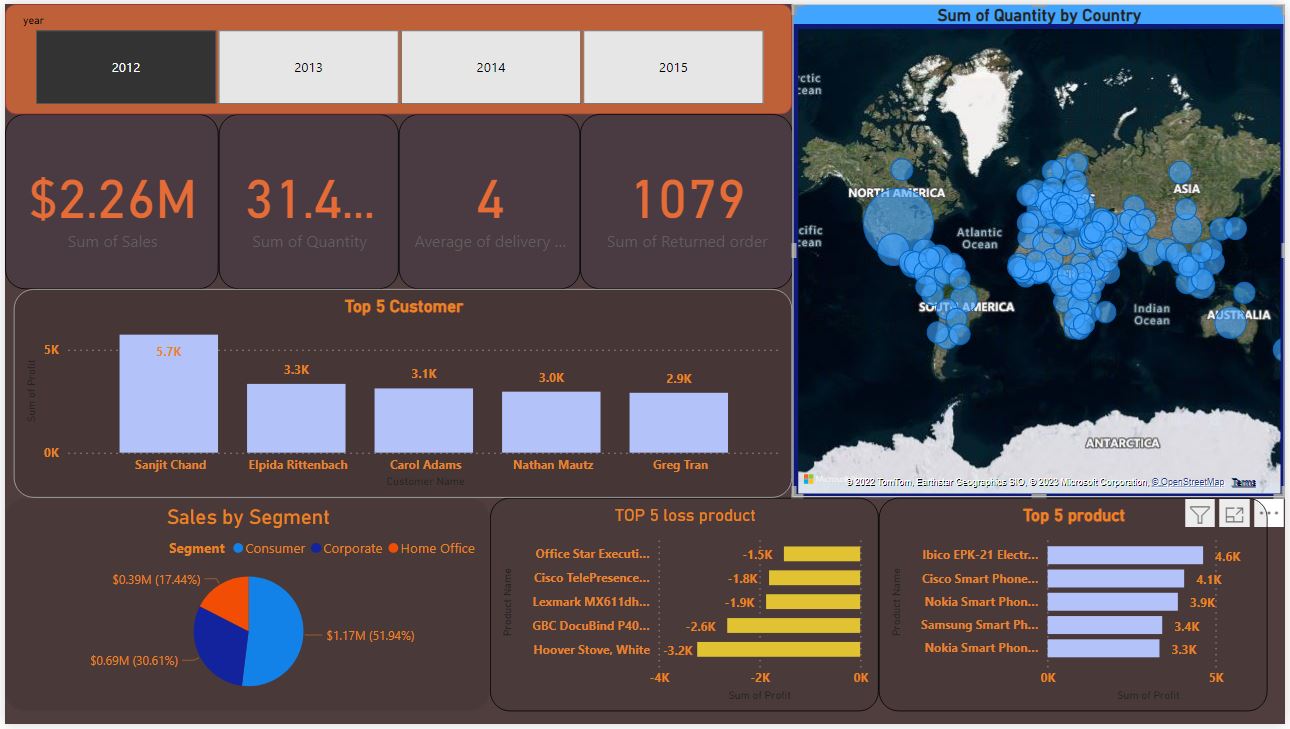 year
2012
2013
2014
2015
$2.26M
Sum of Sales
31.4...
Sum of Quantity
4
Average of delivery ...
1079
Sum of Returned order
Sum of Quantity by Country
ctic
cean
NORTH AMERICA
ASIA
cific
cean
Atlantic
Ocean
SOUTH AMERICA
Indian
Ocean
AUSTRALIA
ANTARCTICA
© 2022 TomTom, Earthstar Geographics SIO, © 2023 Microsoft Corporation, © OpenStreetMap Terms
Top 5 Customer
Sum of Profit
5K
0K
5.7K
3.3K
3.1K
3.0K
2.9K
Sanjit Chand
Elpida Rittenbach
Carol Adams
Nathan Mautz
Greg Tran
Customer Name
Sales by Segment
Segment Consumer Corporate Home Office
$0.39M (17.44%)
$1.17M (51.94%)
$0.69M (30.61%)
TOP 5 loss product
Product Name
Office Star Executi... -1.5K
Cisco TelePresence... -1.8K
Lexmark MX611dh... -1.9K
GBC DocuBind P40... -2.6K
Hoover Stove, White -3.2K
-4K -2K 0K
Sum of Profit
Top 5 product
Product Name
Ibico EPK-21 Electr... 4.6K
Cisco Smart Phone... 4.1K
Nokia Smart Phon... 3.9K
Samsung Smart Ph... 3.4K
Nokia Smart Phon... 3.3K
0K 5K
Sum of Profit